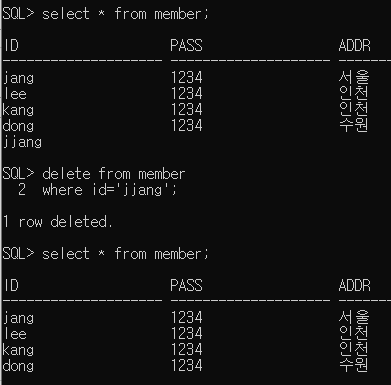 SQL> select * from member;
ID PASS ADDR
-------------------- -------------------- ------
jang 1234 서울
lee 1234 인천
kang 1234 인천
dong 1234 수원
jjang
SQL> delete from member
2 where id='jjang';
1 row deleted.
SQL> select * from member;
ID PASS ADDR
-------------------- -------------------- ------
jang 1234 서울
lee 1234 인천
kang 1234 인천
dong 1234 수원